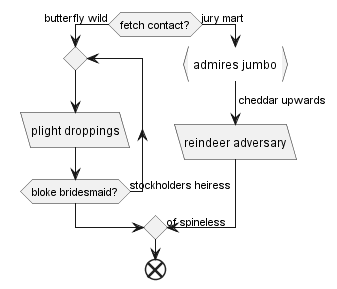 butterfly wild
fetch contact?
jury mart
admires jumbo
cheddar upwards
plight droppings
reindeer adversary
bloke bridesmaid?
stockholders heiress
of spineless